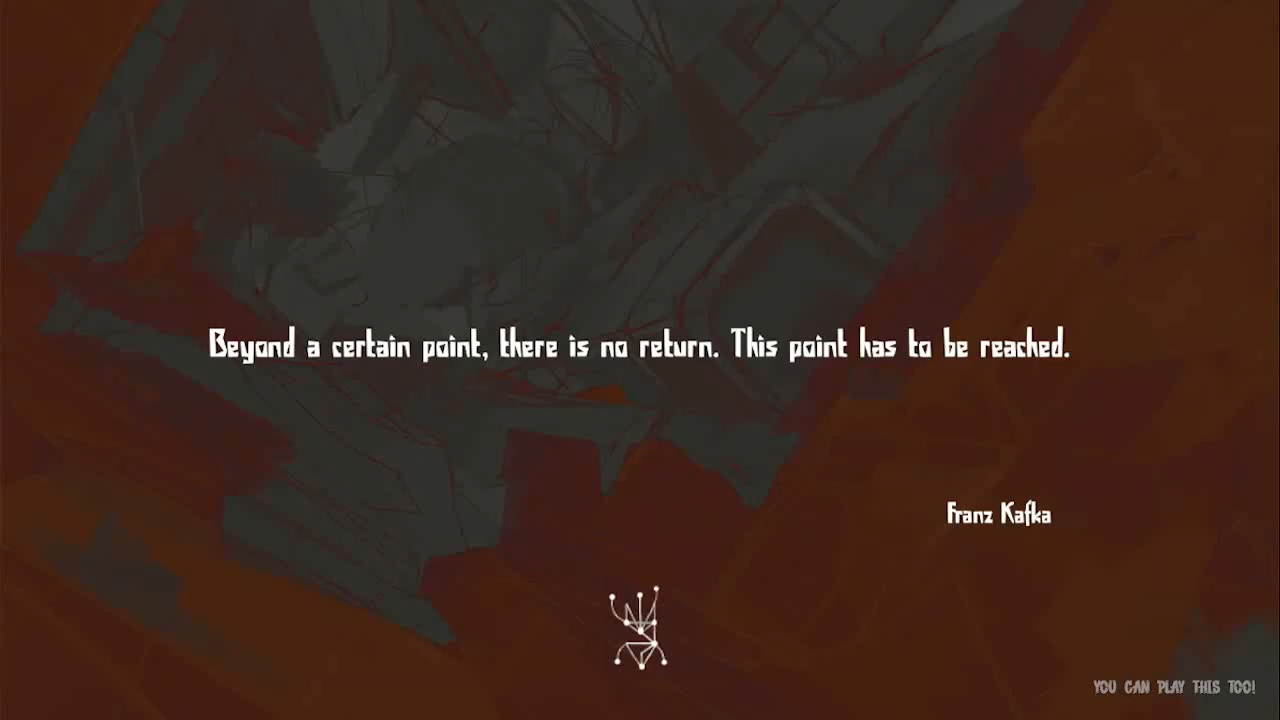 Beyond a certain point, there is no return. This point has to be reached.
Franz Kafka
YOU CAN PLAY THIS TOO!